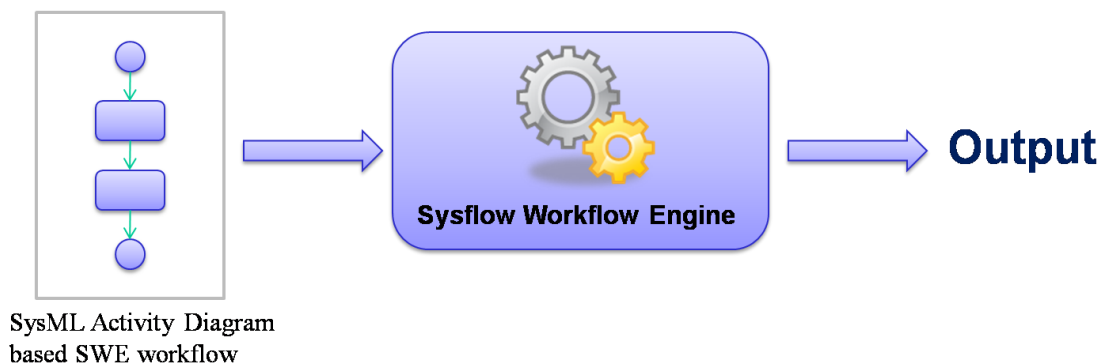 Sysflow Workflow Engine
Output
SysML Activity Diagram
based SWE workflow